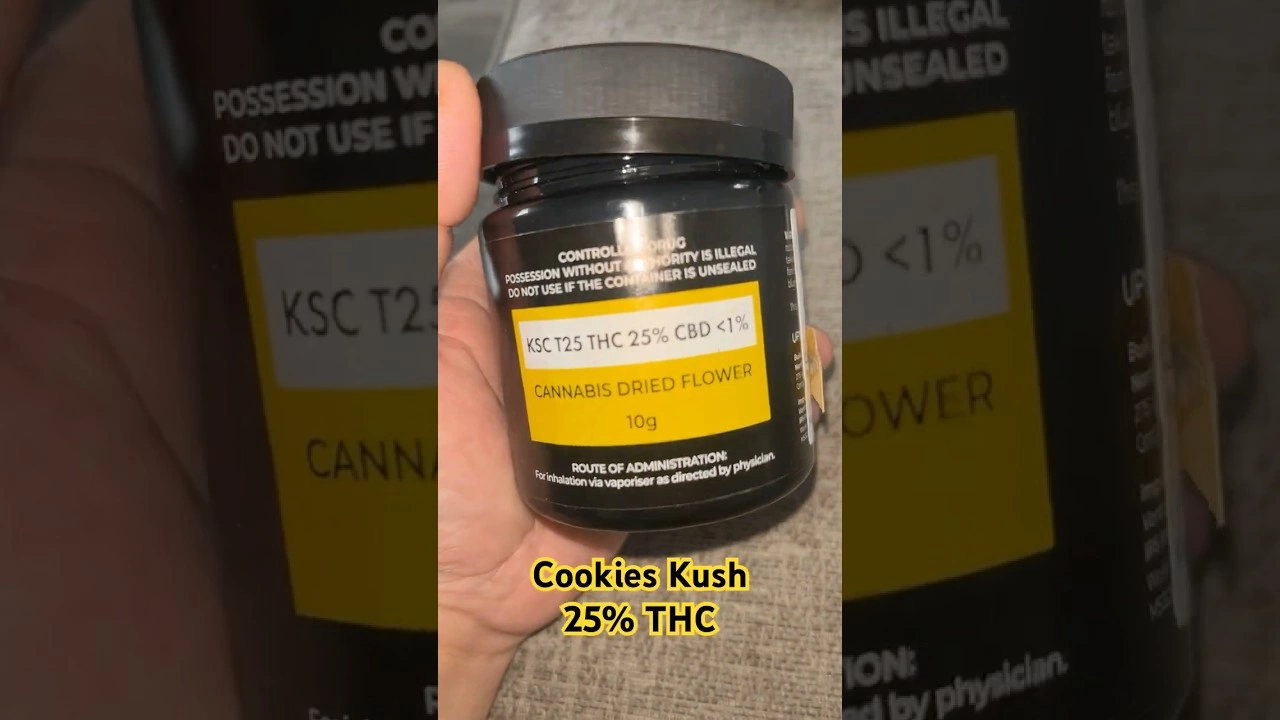 CONTROLLED DRUG
POSSESSION WITHOUT AUTHORITY IS ILLEGAL
DO NOT USE IF THE CONTAINER IS UNSEALED
KSC T25 THC 25% CBD <1%
CANNABIS DRIED FLOWER
10g
ROUTE OF ADMINISTRATION:
For inhalation via vaporiser as directed by physician.
Cookies Kush
25% THC